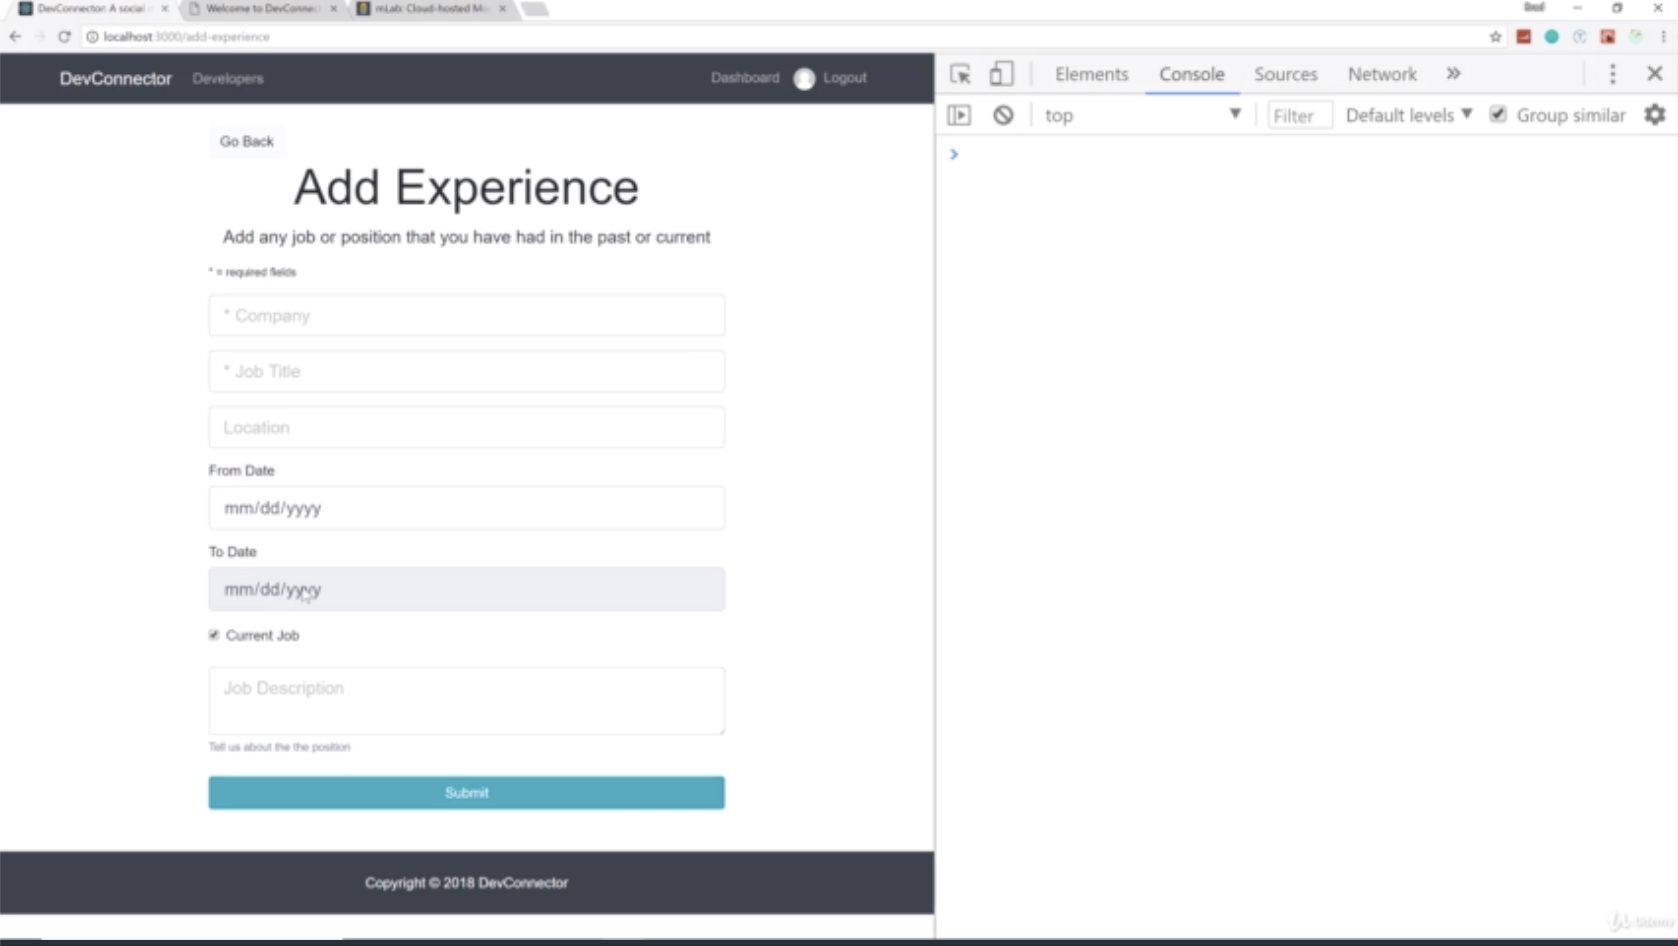 DevConnector: A social
Welcome to DevConnec
mLab: Cloud-hosted Mo
localhost:3000/add-experience
DevConnector Developers Dashboard Logout
Elements Console Sources Network »
top Filter Default levels Group similar
Go Back
Add Experience
Add any job or position that you have had in the past or current
* = required fields
* Company
* Job Title
Location
From Date
mm/dd/yyyy
To Date
mm/dd/yyyy
Current Job
Job Description
Tell us about the the position
Submit
Copyright © 2018 DevConnector
Udemy